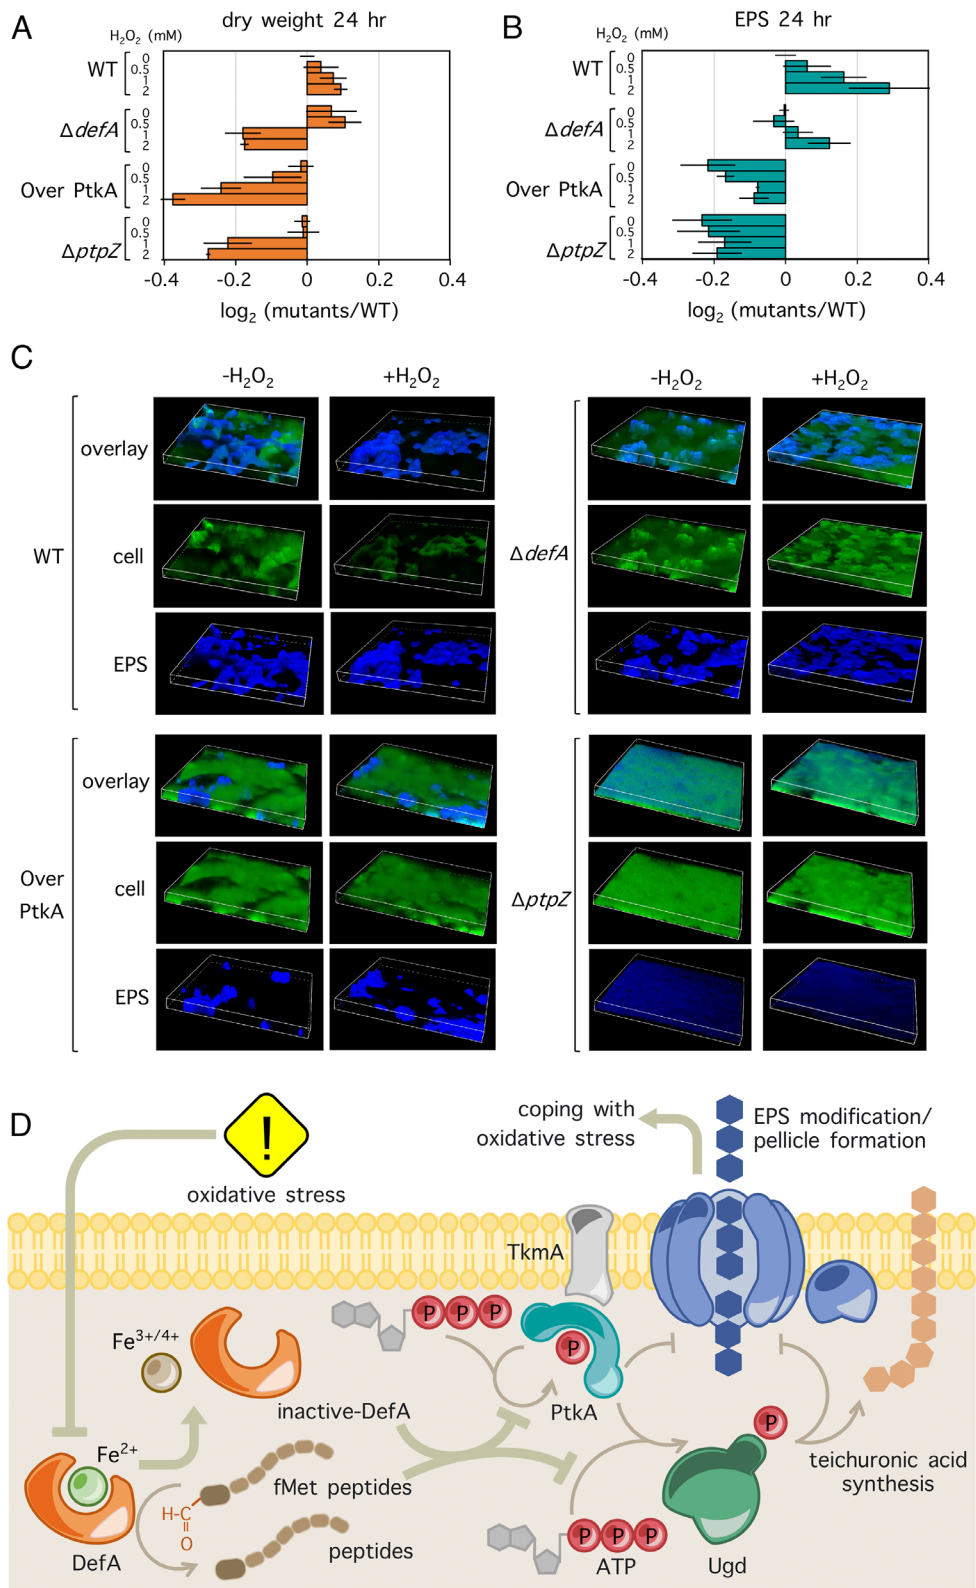 A
dry weight 24 hr
H₂O₂ (mM)
WT
0
0.5
1
2
ΔdefA
0
0.5
1
2
Over PtkA
0
0.5
1
2
ΔptpZ
0
0.5
1
2
-0.4 -0.2 0 0.2 0.4
log₂ (mutants/WT)
B
EPS 24 hr
H₂O₂ (mM)
WT
0
0.5
1
2
ΔdefA
0
0.5
1
2
Over PtkA
0
0.5
1
2
ΔptpZ
0
0.5
1
2
-0.4 -0.2 0 0.2 0.4
log₂ (mutants/WT)
C
-H₂O₂ +H₂O₂
WT
overlay
cell
EPS
-H₂O₂ +H₂O₂
ΔdefA
Over
PtkA
overlay
cell
EPS
ΔptpZ
D
!
oxidative stress
coping with
oxidative stress
EPS modification/
pellicle formation
TkmA
P P P
P
Fe³⁺/⁴⁺
inactive-DefA
PtkA
P
Fe²⁺
fMet peptides
teichuronic acid
synthesis
H-C
O
DefA
peptides
P P P
ATP
Ugd